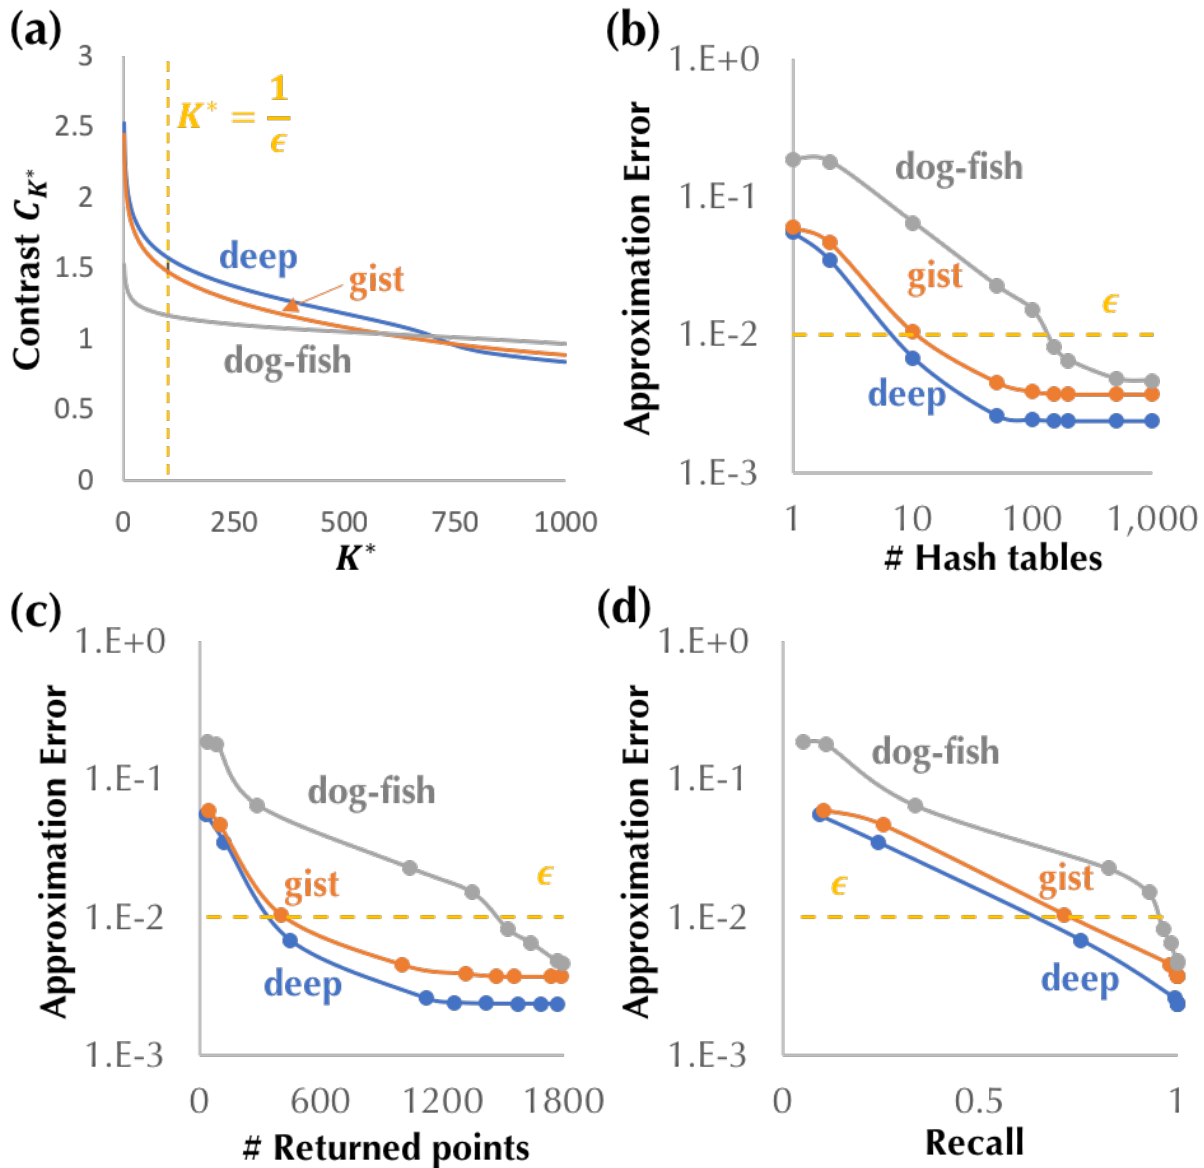 (a)
3
2.5
2
1.5
1
0.5
0
Contrast C_{K*}
K* = 1/ϵ
deep
gist
dog-fish
0 250 500 750 1000
K*
(b)
1.E+0
1.E-1
1.E-2
1.E-3
Approximation Error
dog-fish
gist
ϵ
deep
1 10 100 1,000
# Hash tables
(c)
1.E+0
1.E-1
1.E-2
1.E-3
Approximation Error
dog-fish
gist
ϵ
deep
0 600 1200 1800
# Returned points
(d)
1.E+0
1.E-1
1.E-2
1.E-3
Approximation Error
dog-fish
ϵ
gist
deep
0 0.5 1
Recall